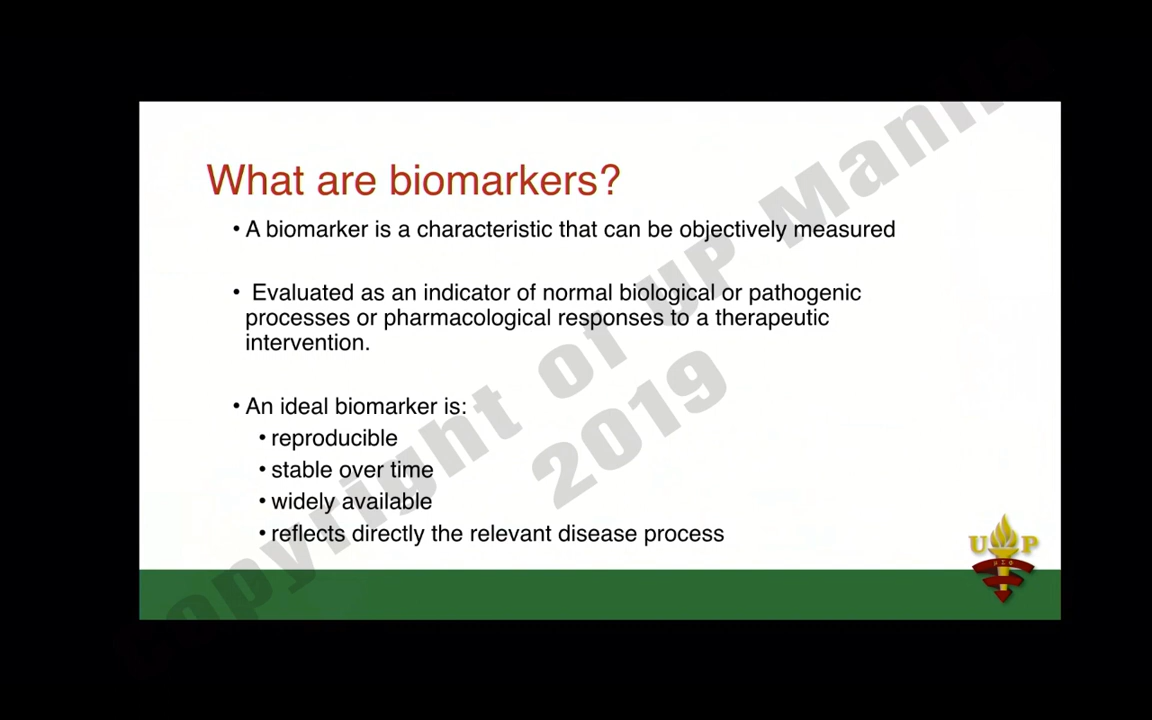 What are biomarkers?
• A biomarker is a characteristic that can be objectively measured
• Evaluated as an indicator of normal biological or pathogenic
processes or pharmacological responses to a therapeutic
intervention.
• An ideal biomarker is:
• reproducible
• stable over time
• widely available
• reflects directly the relevant disease process
Copyright of UP Manila
2019
U P